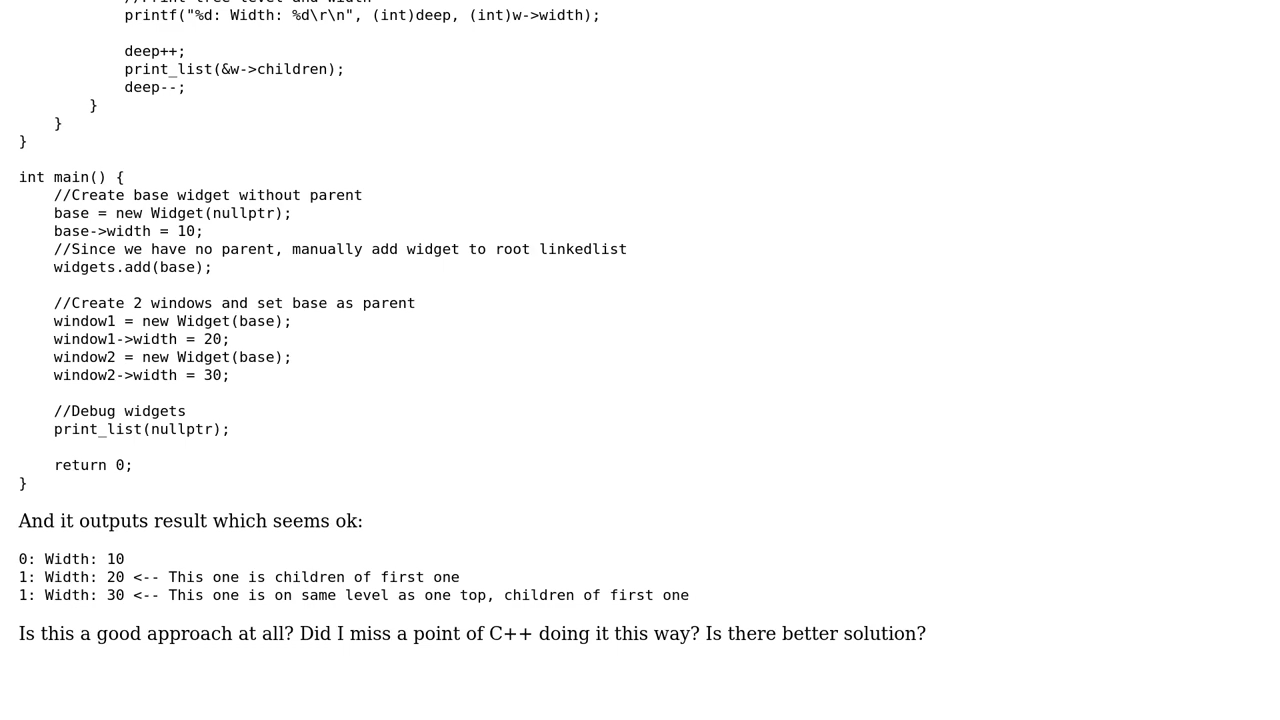 printf("%d: Width: %d\r\n", (int)deep, (int)w->width);
deep++;
print_list(&w->children);
deep--;
}
}
}
int main() {
//Create base widget without parent
base = new Widget(nullptr);
base->width = 10;
//Since we have no parent, manually add widget to root linkedlist
widgets.add(base);
//Create 2 windows and set base as parent
window1 = new Widget(base);
window1->width = 20;
window2 = new Widget(base);
window2->width = 30;
//Debug widgets
print_list(nullptr);
return 0;
}
And it outputs result which seems ok:
0: Width: 10
1: Width: 20 <-- This one is children of first one
1: Width: 30 <-- This one is on same level as one top, children of first one
Is this a good approach at all? Did I miss a point of C++ doing it this way? Is there better solution?